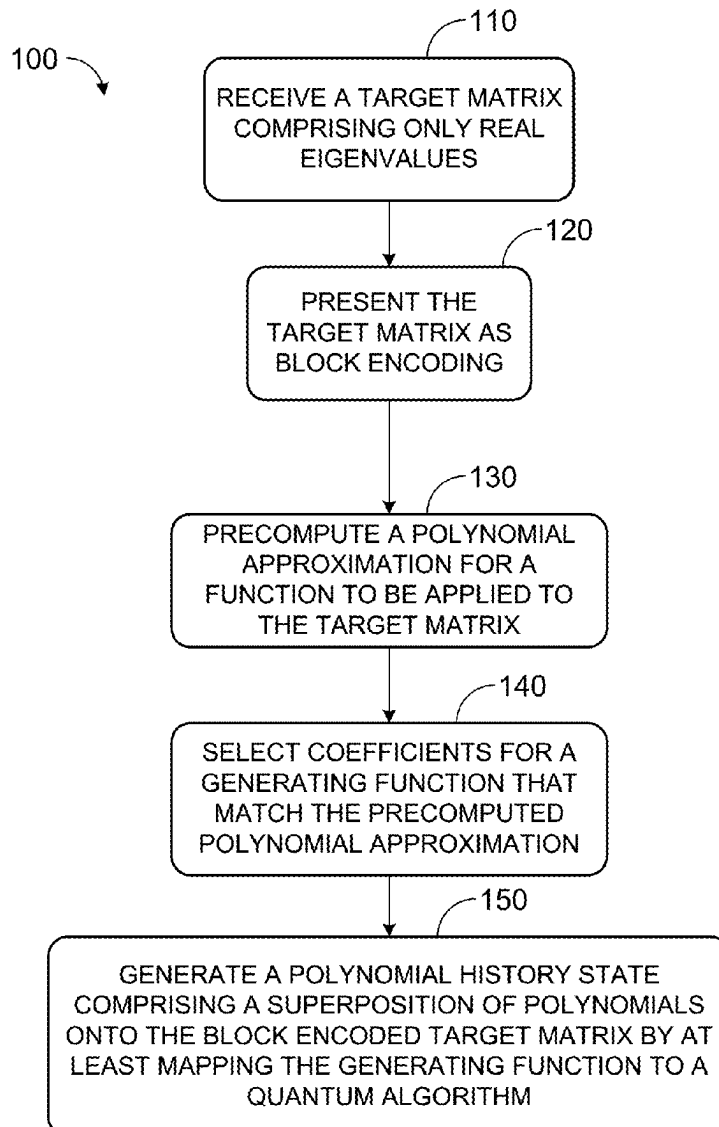 100
110
RECEIVE A TARGET MATRIX
COMPRISING ONLY REAL
EIGENVALUES
120
PRESENT THE
TARGET MATRIX AS
BLOCK ENCODING
130
PRECOMPUTE A POLYNOMIAL
APPROXIMATION FOR A
FUNCTION TO BE APPLIED TO
THE TARGET MATRIX
140
SELECT COEFFICIENTS FOR A
GENERATING FUNCTION THAT
MATCH THE PRECOMPUTED
POLYNOMIAL APPROXIMATION
150
GENERATE A POLYNOMIAL HISTORY STATE
COMPRISING A SUPERPOSITION OF POLYNOMIALS
ONTO THE BLOCK ENCODED TARGET MATRIX BY AT
LEAST MAPPING THE GENERATING FUNCTION TO A
QUANTUM ALGORITHM